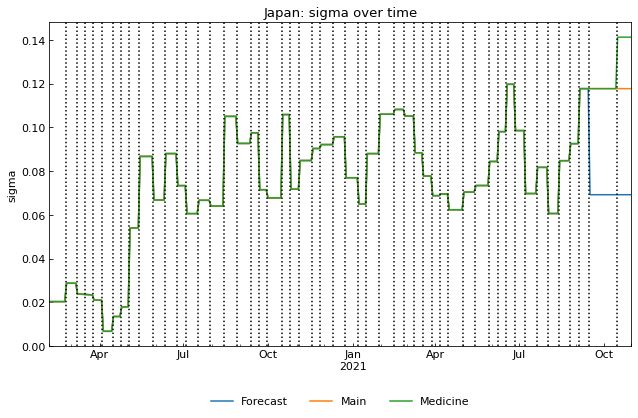 Japan: sigma over time
0.14
0.12
0.10
0.08
0.06
0.04
0.02
0.00
sigma
Apr Jul Oct Jan Apr Jul Oct
2021
Forecast Main Medicine